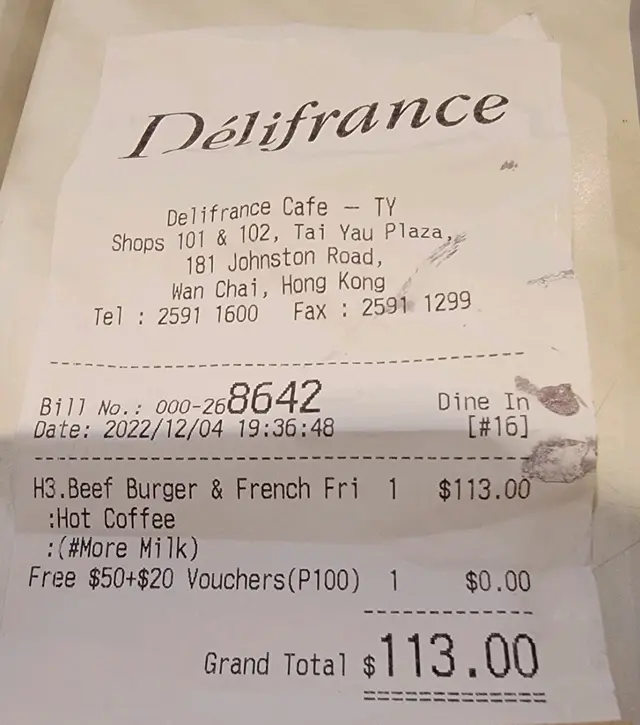 Délifrance
Delifrance Cafe – TY
Shops 101 & 102, Tai Yau Plaza,
181 Johnston Road,
Wan Chai, Hong Kong
Tel : 2591 1600 Fax : 2591 1299
Bill No.: 000-268642 Dine In
Date: 2022/12/04 19:36:48 [#16]
H3.Beef Burger & French Fri 1 $113.00
:Hot Coffee
:(#More Milk)
Free $50+$20 Vouchers(P100) 1 $0.00
Grand Total $113.00